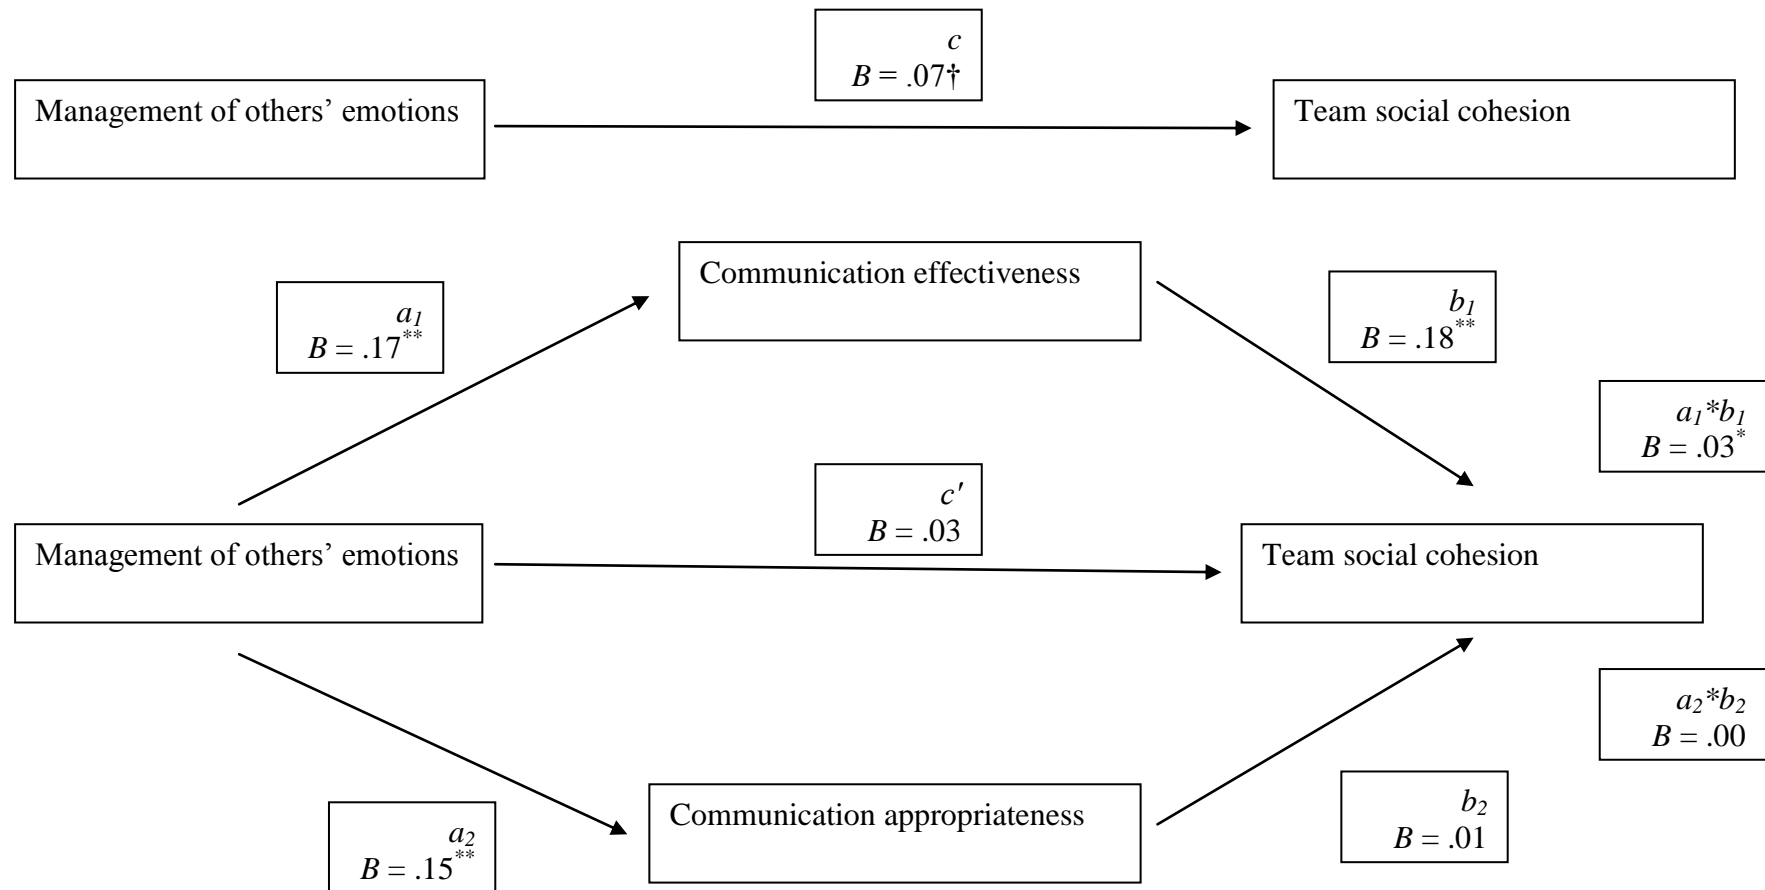 c
B = .07†
Management of others’ emotions
Team social cohesion
Communication effectiveness
a1
B = .17**
b1
B = .18**
a1*b1
B = .03*
c′
B = .03
Management of others’ emotions
Team social cohesion
a2*b2
B = .00
Communication appropriateness
a2
B = .15**
b2
B = .01